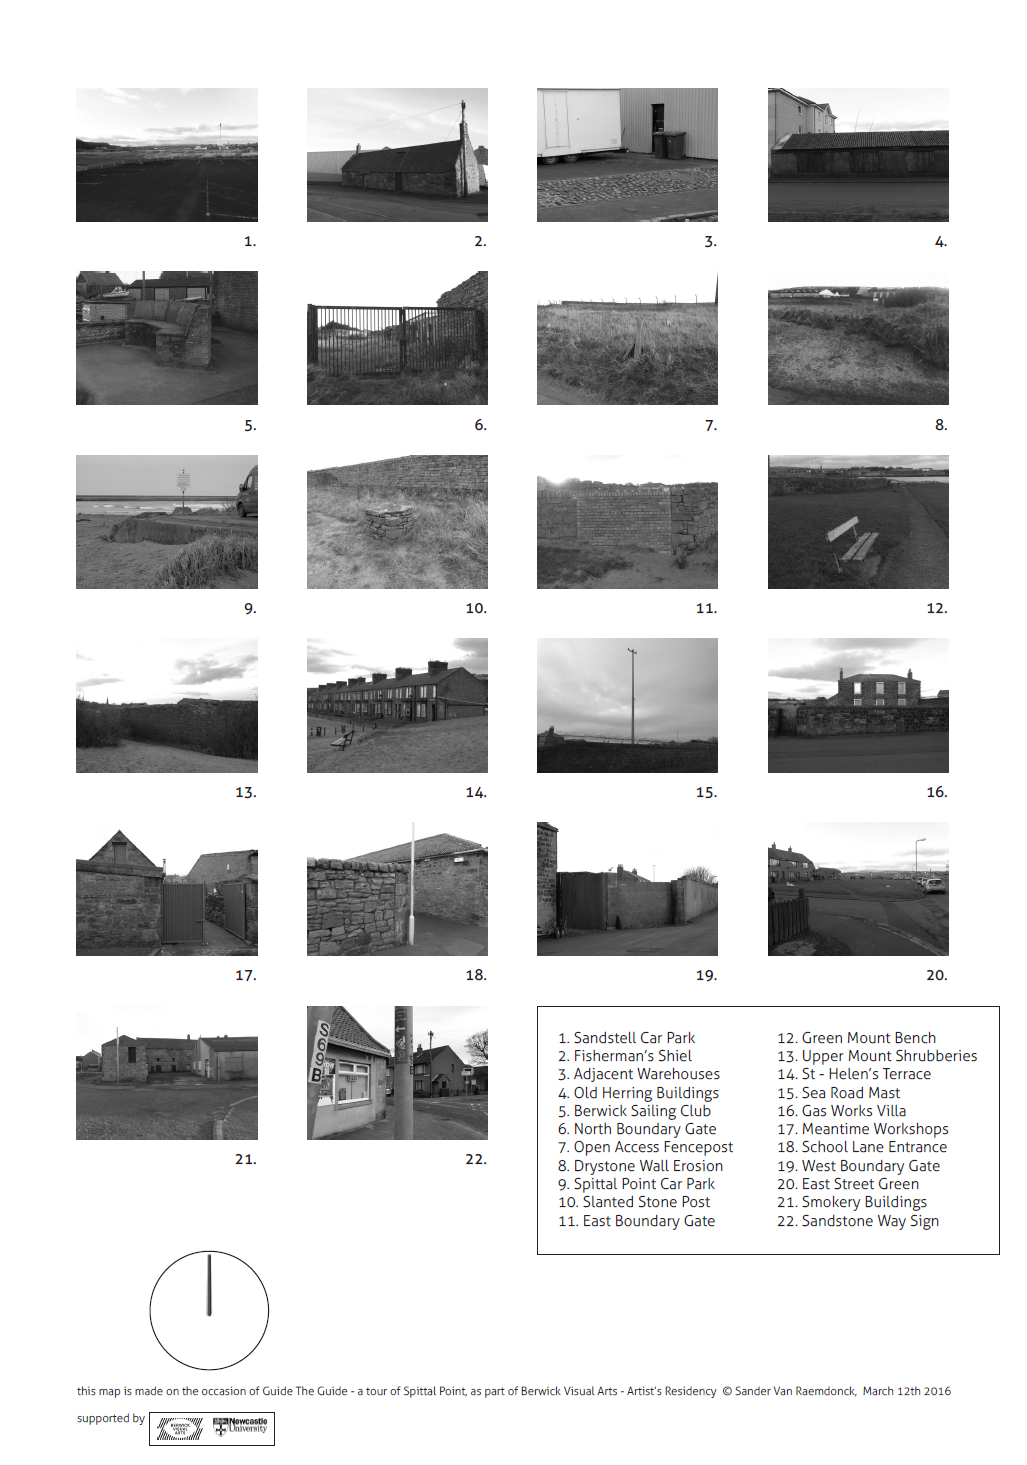 1.
2.
3.
4.
5.
6.
7.
8.
9.
10.
11.
12.
13.
14.
15.
16.
17.
18.
19.
20.
S69B
21.
22.
1. Sandstell Car Park
2. Fisherman's Shiel
3. Adjacent Warehouses
4. Old Herring Buildings
5. Berwick Sailing Club
6. North Boundary Gate
7. Open Access Fencepost
8. Drystone Wall Erosion
9. Spittal Point Car Park
10. Slanted Stone Post
11. East Boundary Gate
12. Green Mount Bench
13. Upper Mount Shrubberies
14. St - Helen's Terrace
15. Sea Road Mast
16. Gas Works Villa
17. Meantime Workshops
18. School Lane Entrance
19. West Boundary Gate
20. East Street Green
21. Smokery Buildings
22. Sandstone Way Sign
this map is made on the occasion of Guide The Guide - a tour of Spittal Point, as part of Berwick Visual Arts - Artist's Residency © Sander Van Raemdonck, March 12th 2016
supported by
BERWICK
VISUAL
ARTS
Newcastle
University